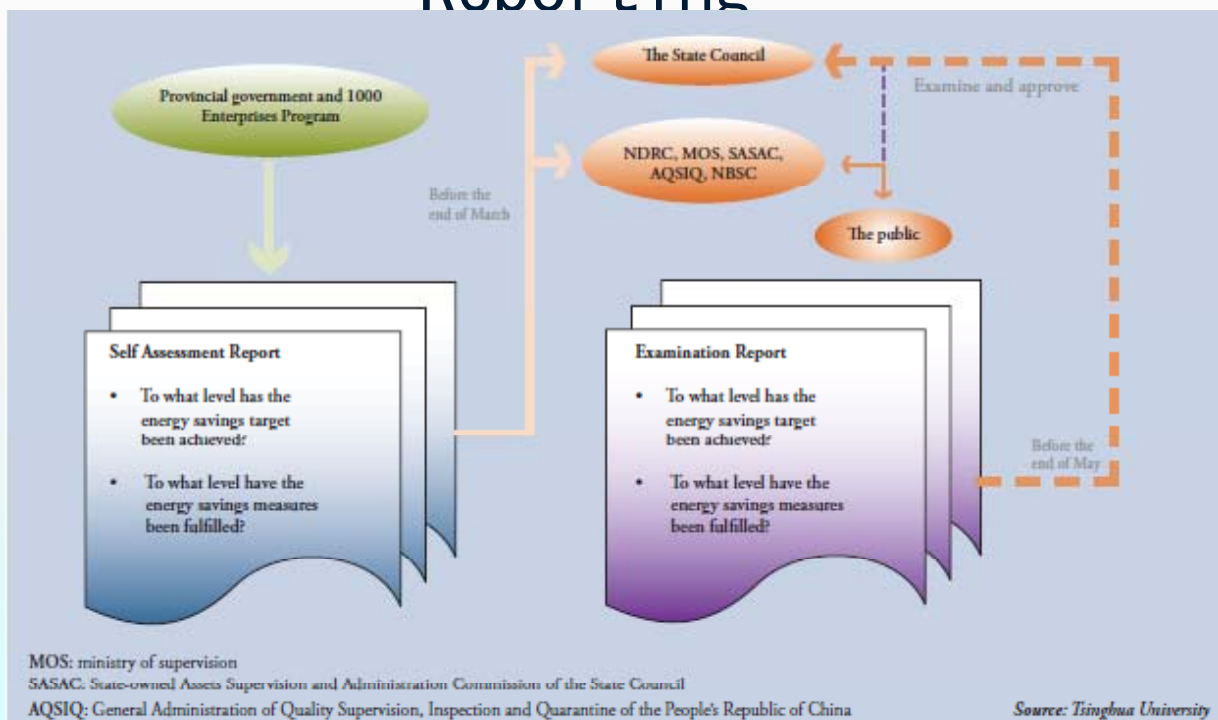 Reporting
The State Council
Examine and approve
Provincial government and 1000
Enterprises Program
NDRC, MOS, SASAC,
AQSIQ, NBSC
Before the
end of March
The public
Self Assessment Report
• To what level has the
energy savings target
been achieved?
• To what level have the
energy savings measures
been fulfilled?
Examination Report
• To what level has the
energy savings target
been achieved?
• To what level have the
energy savings measures
been fulfilled?
Before the
end of May
MOS: ministry of supervision
SASAC: State-owned Assets Supervision and Administration Commission of the State Council
AQSIQ: General Administration of Quality Supervision, Inspection and Quarantine of the People's Republic of China
Source: Tsinghua University